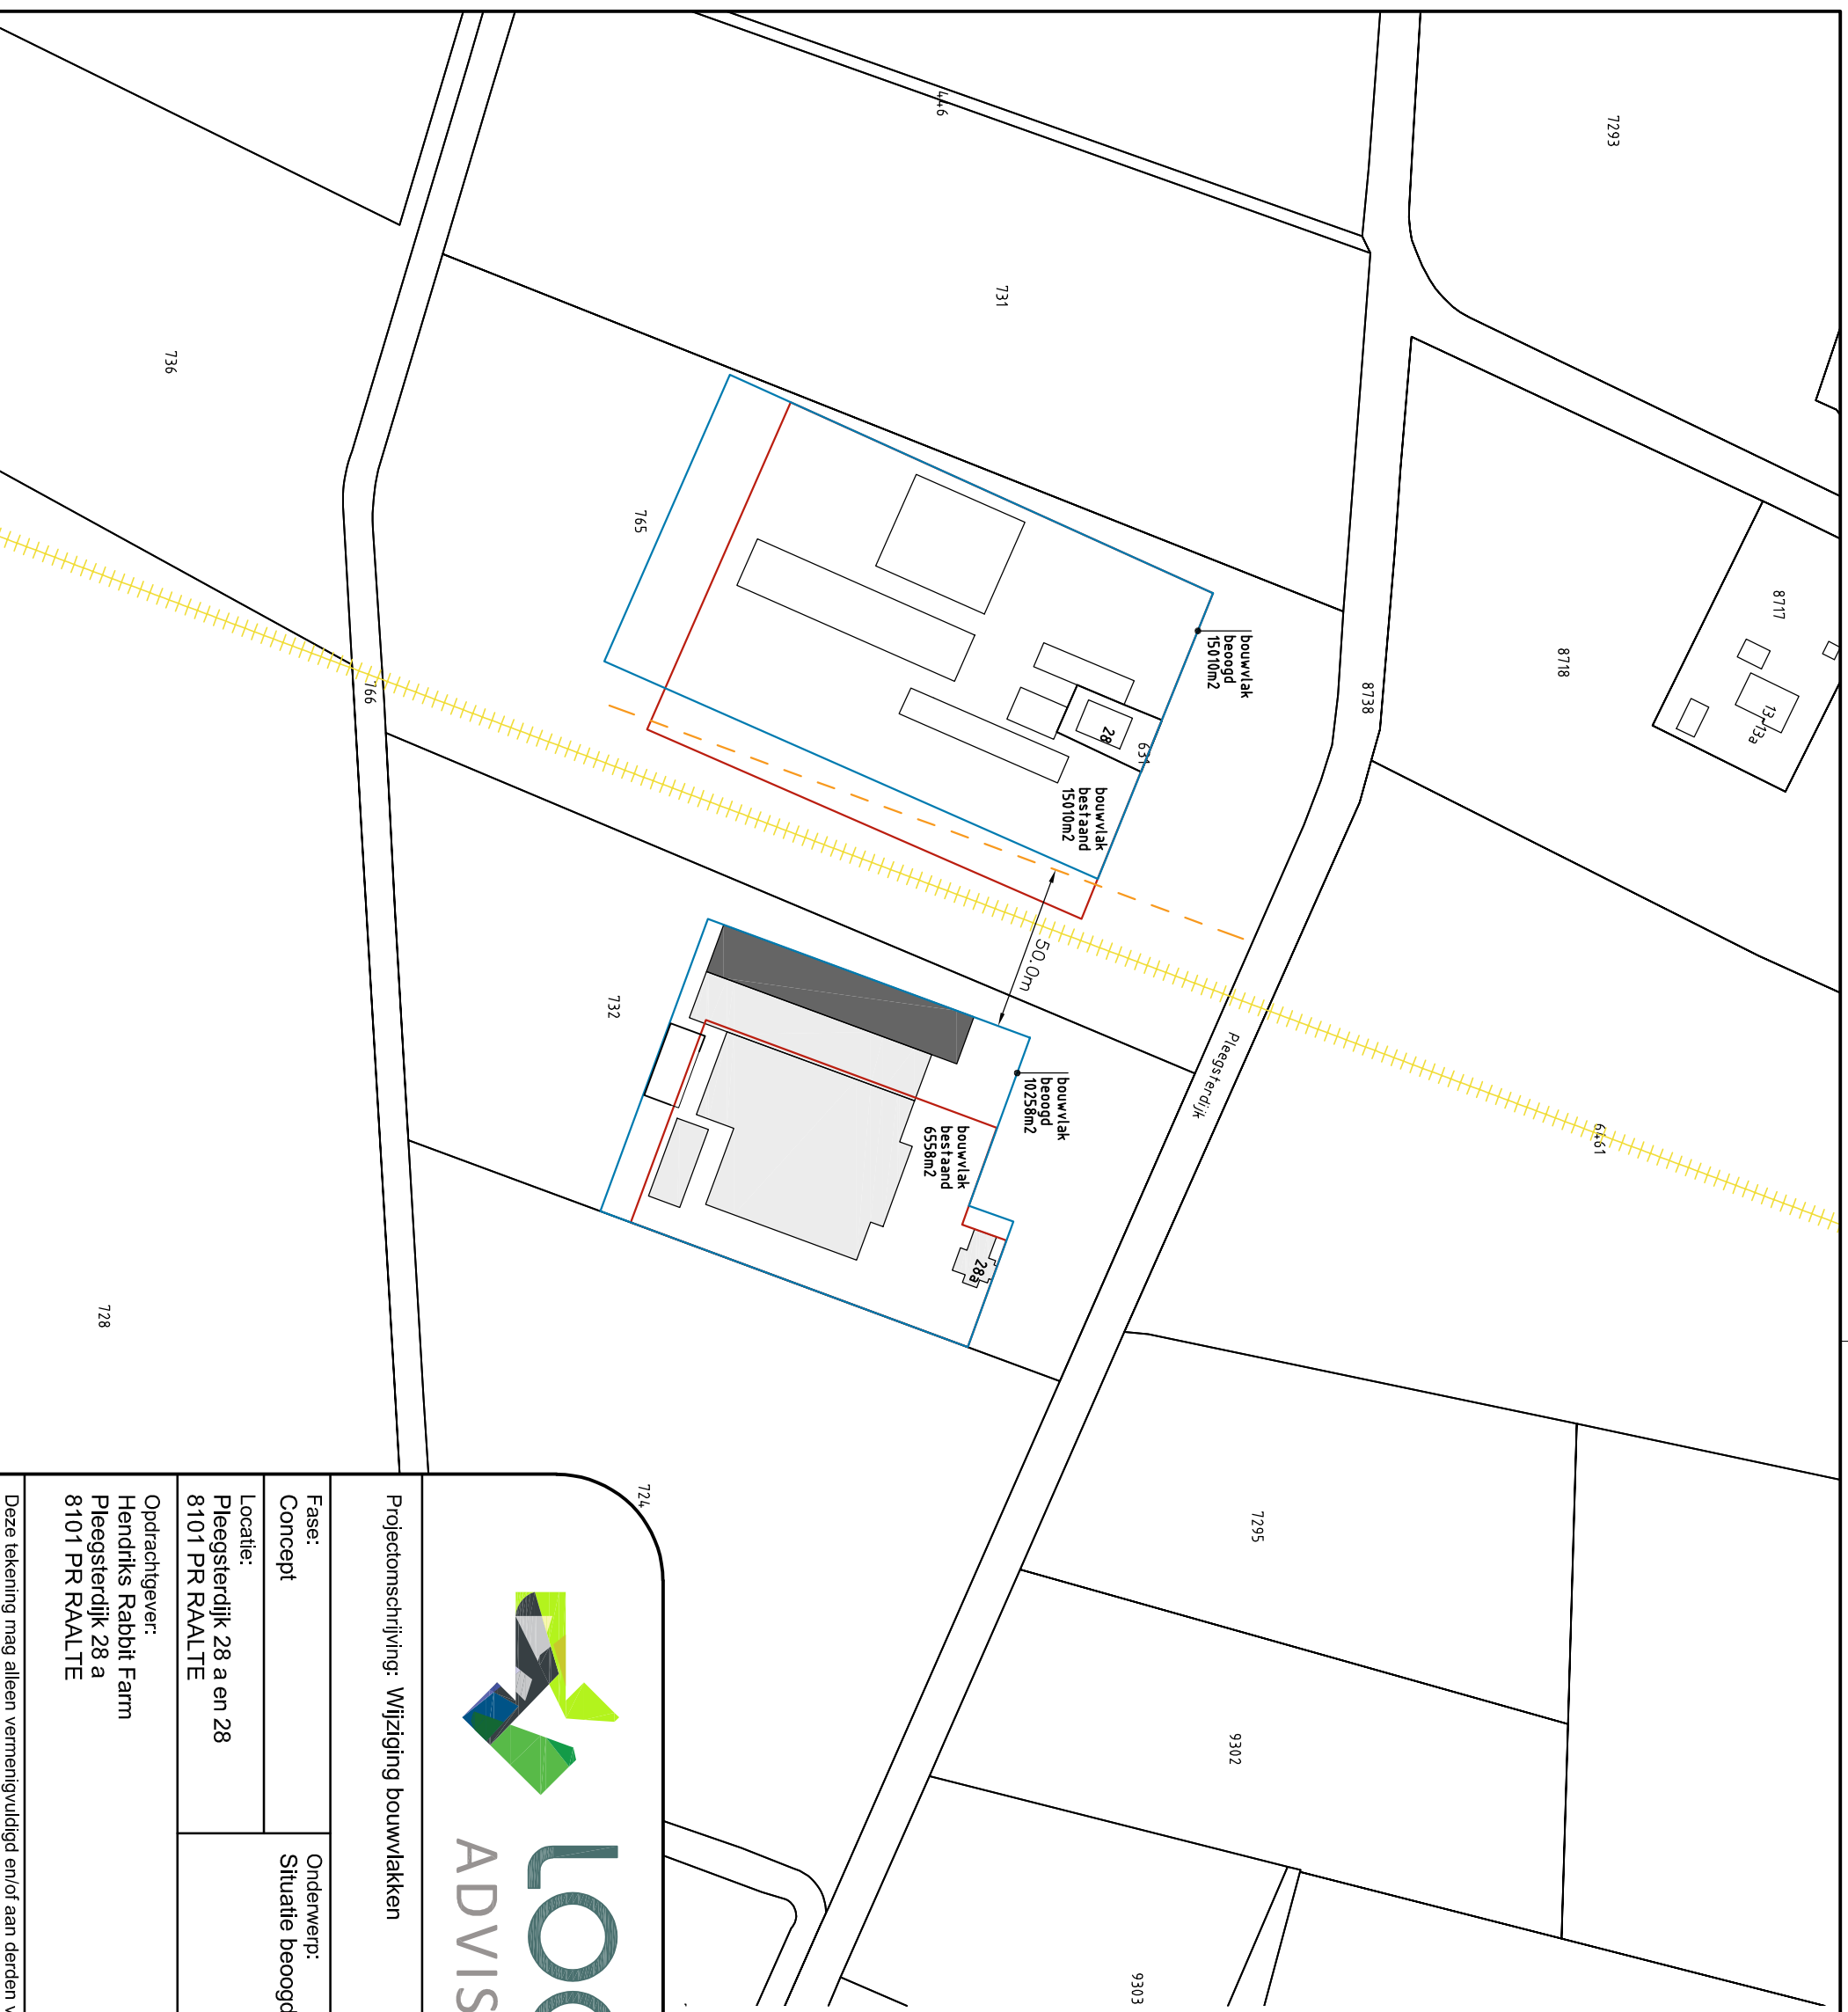 7293
446
731
736
8717
8718
13-13a
8738
765
766
bouwvlak
beoogd
15010m2
28
631
bouwvlak
bestaand
15010m2
50.0m
Pleegsterdijk
6461
732
bouwvlak
beoogd
10258m2
bouwvlak
bestaand
6558m2
28a
728
724
7295
9302
9303
LOO
ADVIS
Projectomschrijving: Wijziging bouwvlakken
Fase:
Concept
Onderwerp:
Situatie beoogd
Locatie:
Pleegsterdijk 28 a en 28
8101 PR RAALTE
Opdrachtgever:
Hendriks Rabbit Farm
Pleegsterdijk 28 a
8101 PR RAALTE
Deze tekening mag alleen vermenigvuldigd en/of aan derden